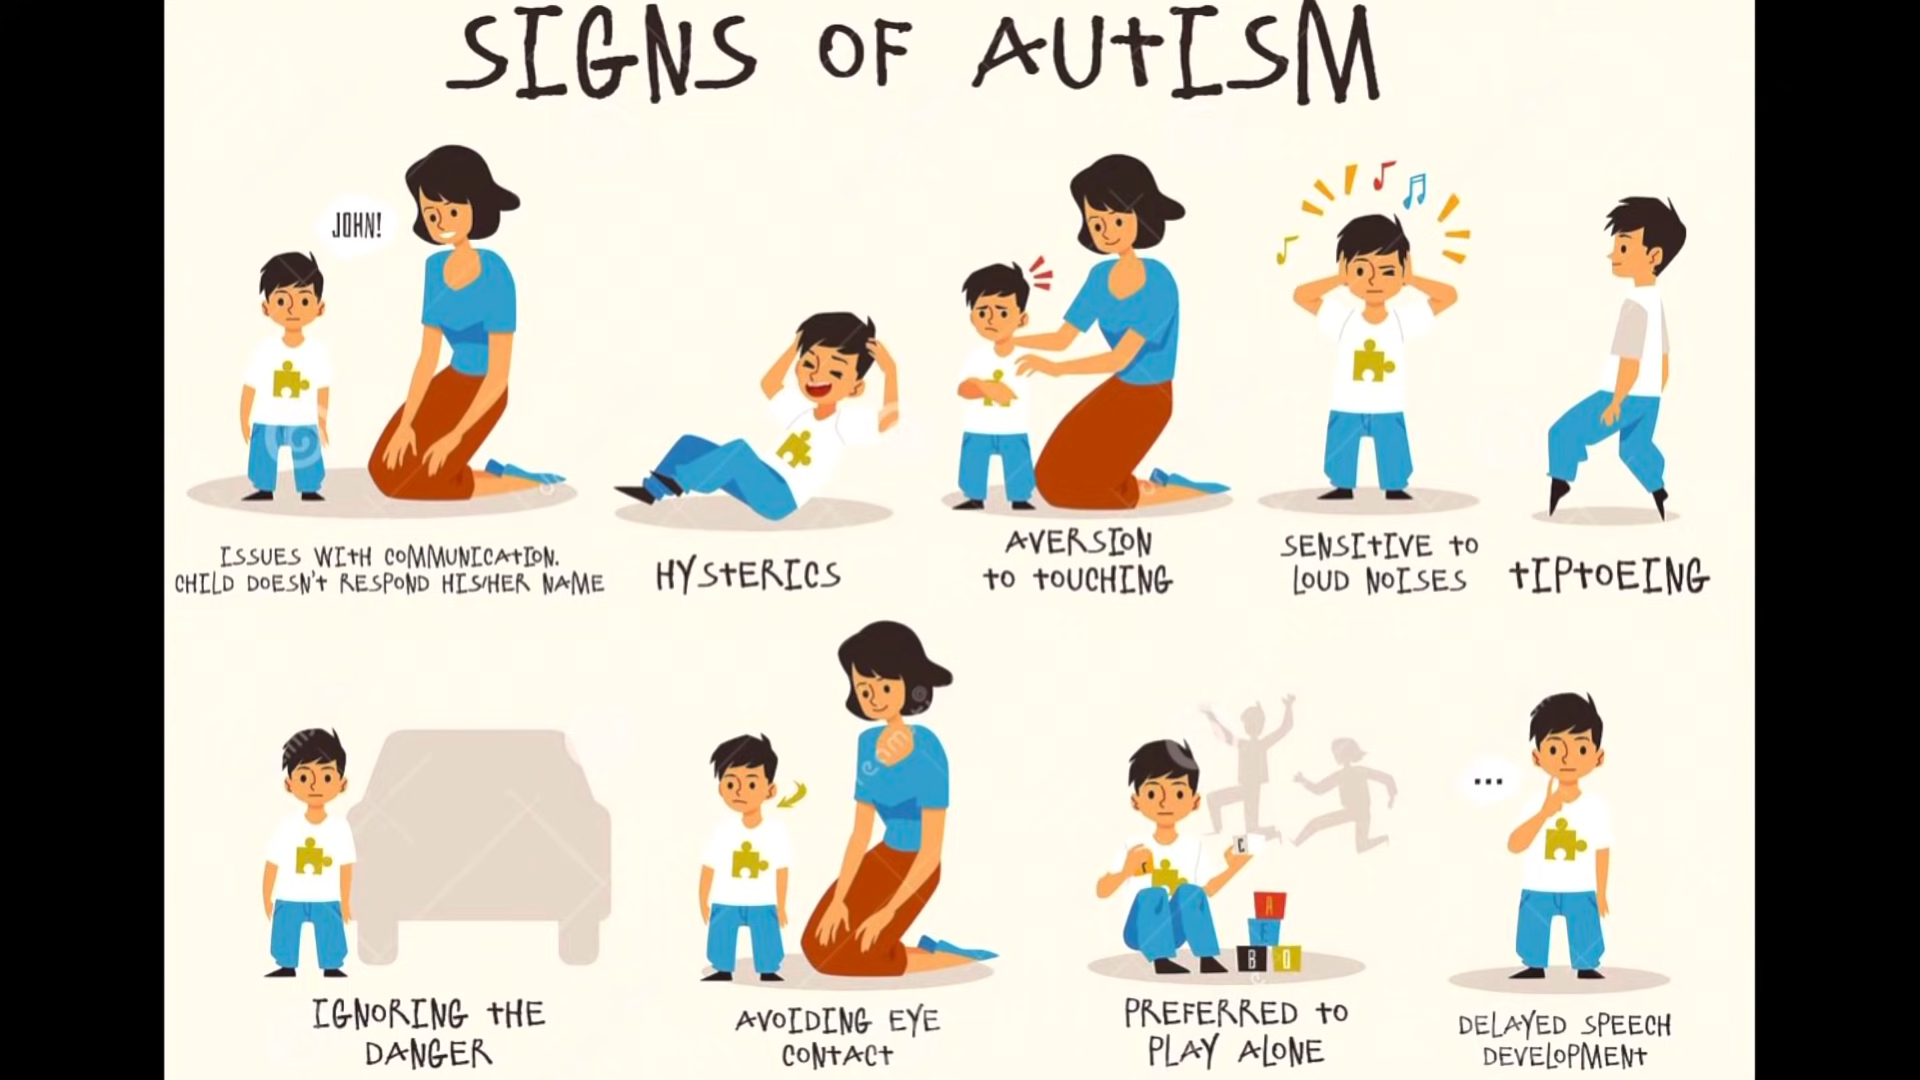 SIGNS OF AUTISM
JOHN!
ISSUES WITH COMMUNICATION.
CHILD DOESN'T RESPOND HIS/HER NAME
HYSTERICS
AVERSION
TO TOUCHING
SENSITIVE TO
LOUD NOISES
TIPTOEING
...
C
A
E
B D
IGNORING THE
DANGER
AVOIDING EYE
CONTACT
PREFERRED TO
PLAY ALONE
DELAYED SPEECH
DEVELOPMENT